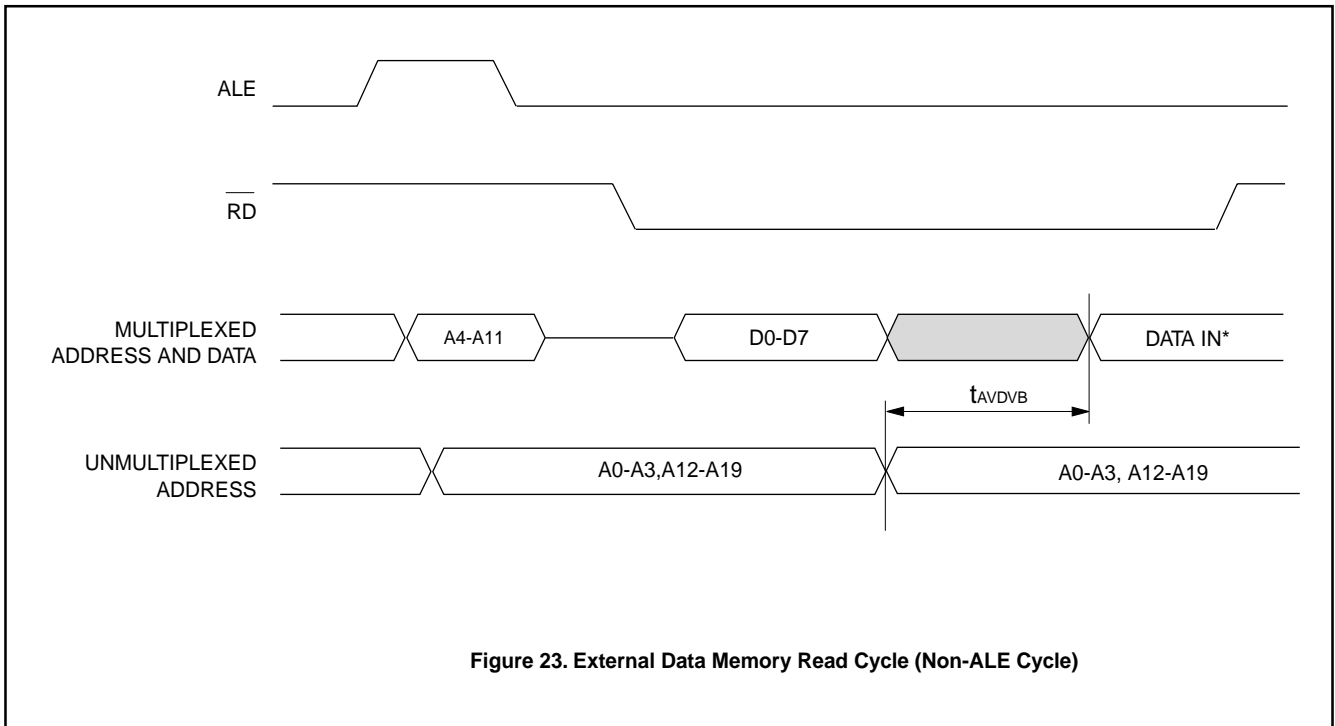 ALE
RD
MULTIPLEXED
ADDRESS AND DATA
A4-A11
D0-D7
DATA IN*
tAVDVB
UNMULTIPLEXED
ADDRESS
A0-A3,A12-A19
A0-A3, A12-A19
Figure 23. External Data Memory Read Cycle (Non-ALE Cycle)